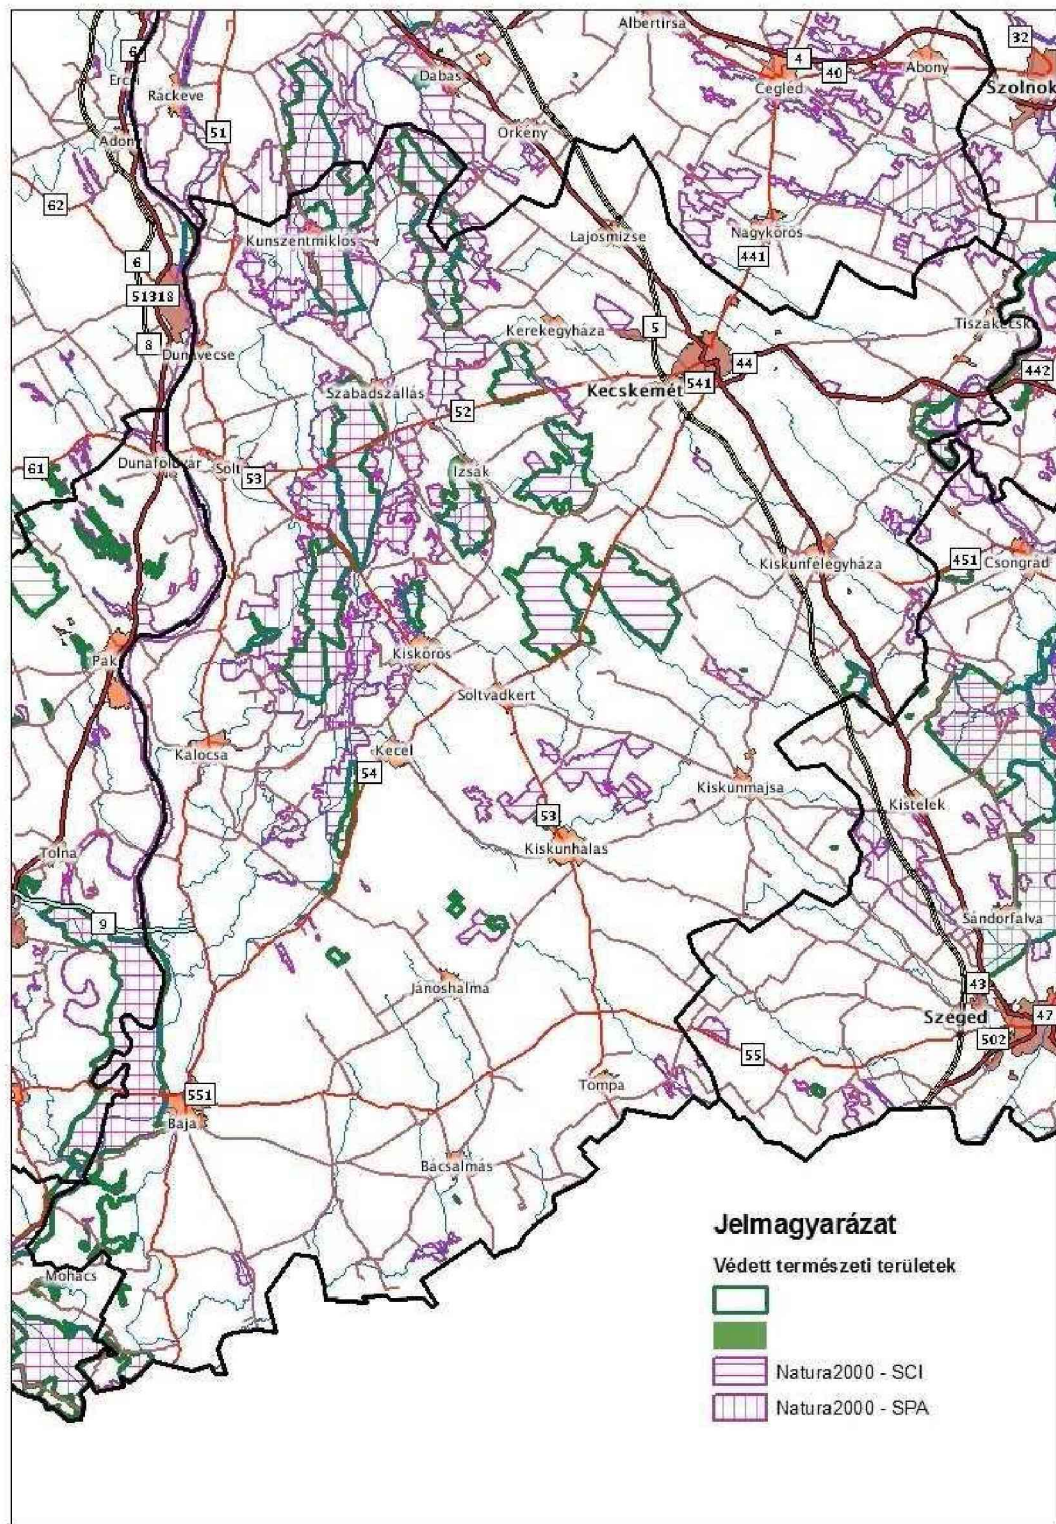 Albertirsa
32
6
4
40
Abony
Ercsi
Dabas
Cegléd
Szolnok
Ráckeve
51
Örkény
Adony
62
Kunszentmiklós
Lajosmizse
Nagykőrös
441
6
51318
5
Tiszakécsk
8
Kerekegyháza
Dunavecse
44
442
541
Kecskemét
Szabadszállás
52
61
Dunaföldvár
Solt
53
Izsák
451
Csongrád
Kiskunfélegyháza
Kiskőrös
Pak
Soltvadkert
Kalocsa
Kecel
54
Kiskunmajsa
Kistelek
53
Kiskunhalas
Tolna
9
Sándorfalva
Jánoshalma
43
Szeged
47
502
55
Tompa
551
Baja
Bácsalmás
Mohács
Jelmagyarázat
Védett természeti területek
Natura2000 - SCI
Natura2000 - SPA